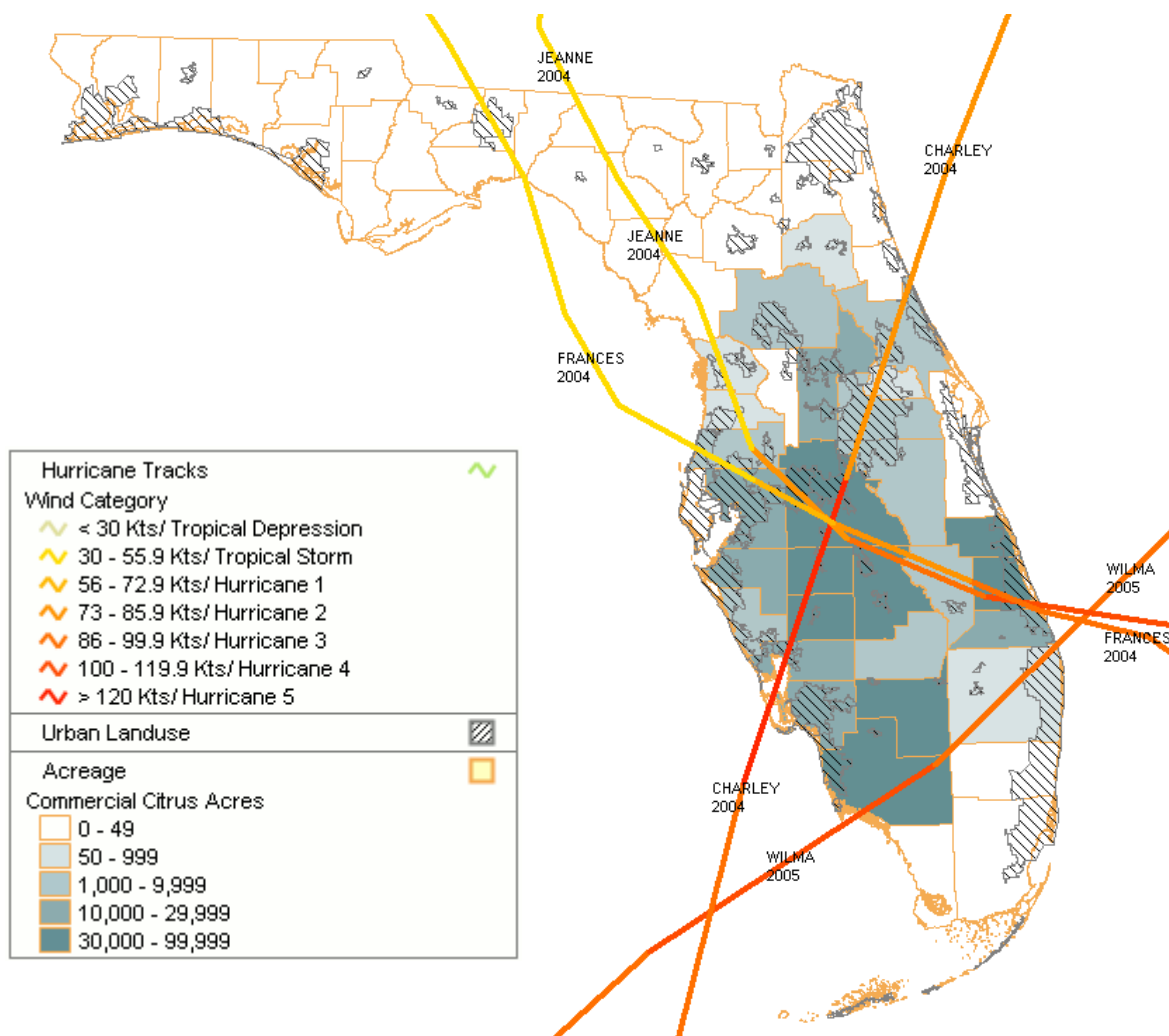 JEANNE
2004
CHARLEY
2004
JEANNE
2004
FRANCES
2004
Hurricane Tracks
Wind Category
< 30 Kts/ Tropical Depression
30 - 55.9 Kts/ Tropical Storm
56 - 72.9 Kts/ Hurricane 1
73 - 85.9 Kts/ Hurricane 2
86 - 99.9 Kts/ Hurricane 3
100 - 119.9 Kts/ Hurricane 4
> 120 Kts/ Hurricane 5
Urban Landuse
Acreage
Commercial Citrus Acres
0 - 49
50 - 999
1,000 - 9,999
10,000 - 29,999
30,000 - 99,999
WILMA
2005
FRANCES
2004
CHARLEY
2004
WILMA
2005